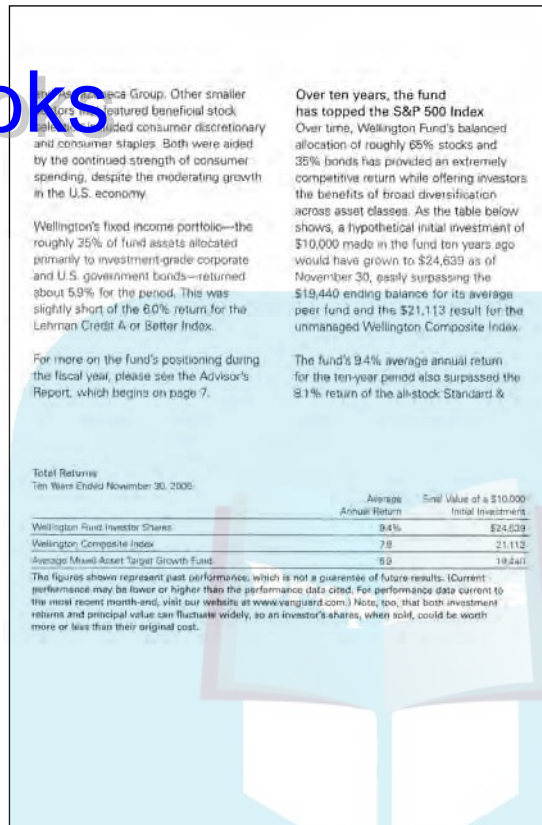 oks
Group. Other smaller
featured beneficial stock
included consumer discretionary
and consumer staples. Both were aided
by the continued strength of consumer
spending, despite the moderating growth
in the U.S. economy.
Wellington's fixed income portfolio—the
roughly 35% of fund assets allocated
primarily to investment-grade corporate
and U.S. government bonds—returned
about 5.9% for the period. This was
slightly short of the 6.0% return for the
Lehman Credit A or Better Index.
For more on the fund's positioning during
the fiscal year, please see the Advisor's
Report, which begins on page 7.
Over ten years, the fund
has topped the S&P 500 Index
Over time, Wellington Fund's balanced
allocation of roughly 65% stocks and
35% bonds has provided an extremely
competitive return while offering investors
the benefits of broad diversification
across asset classes. As the table below
shows, a hypothetical initial investment of
$10,000 made in the fund ten years ago
would have grown to $24,639 as of
November 30, easily surpassing the
$19,440 ending balance for its average
peer fund and the $21,113 result for the
unmanaged Wellington Composite Index.
The fund's 9.4% average annual return
for the ten-year period also surpassed the
8.1% return of the all-stock Standard &
Total Returns
Ten Years Ended November 30, 2006
Average Final Value of a $10,000
Annual Return Initial Investment
Wellington Fund Investor Shares 9.4% $24,639
Wellington Composite Index 7.8 21,113
Average Mixed-Asset Target Growth Fund 6.9
The figures shown represent past performance, which is not a guarantee of future results. (Current
performance may be lower or higher than the performance data cited. For performance data current to
the most recent month-end, visit our website at www.vanguard.com.) Note, too, that both investment
returns and principal value can fluctuate widely, so an investor's shares, when sold, could be worth
more or less than their original cost.